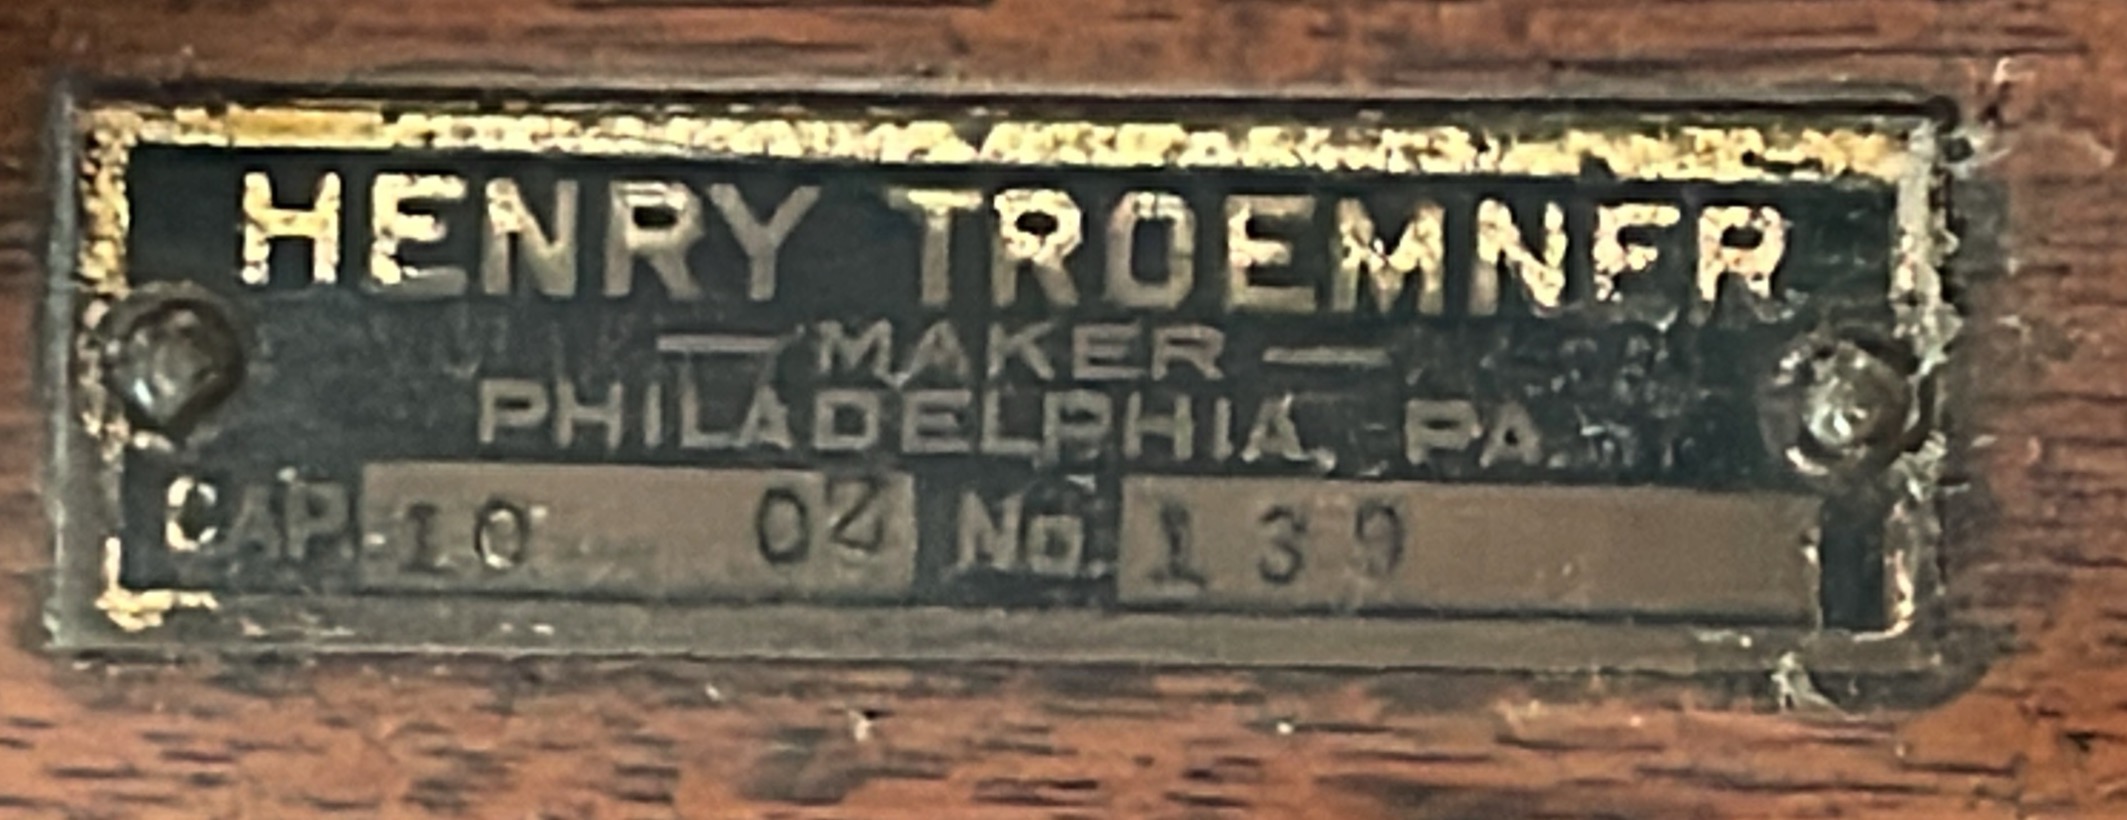 HENRY TROEMNER
— MAKER —
PHILADELPHIA, PA.
CAP. 10 OZ No. 139